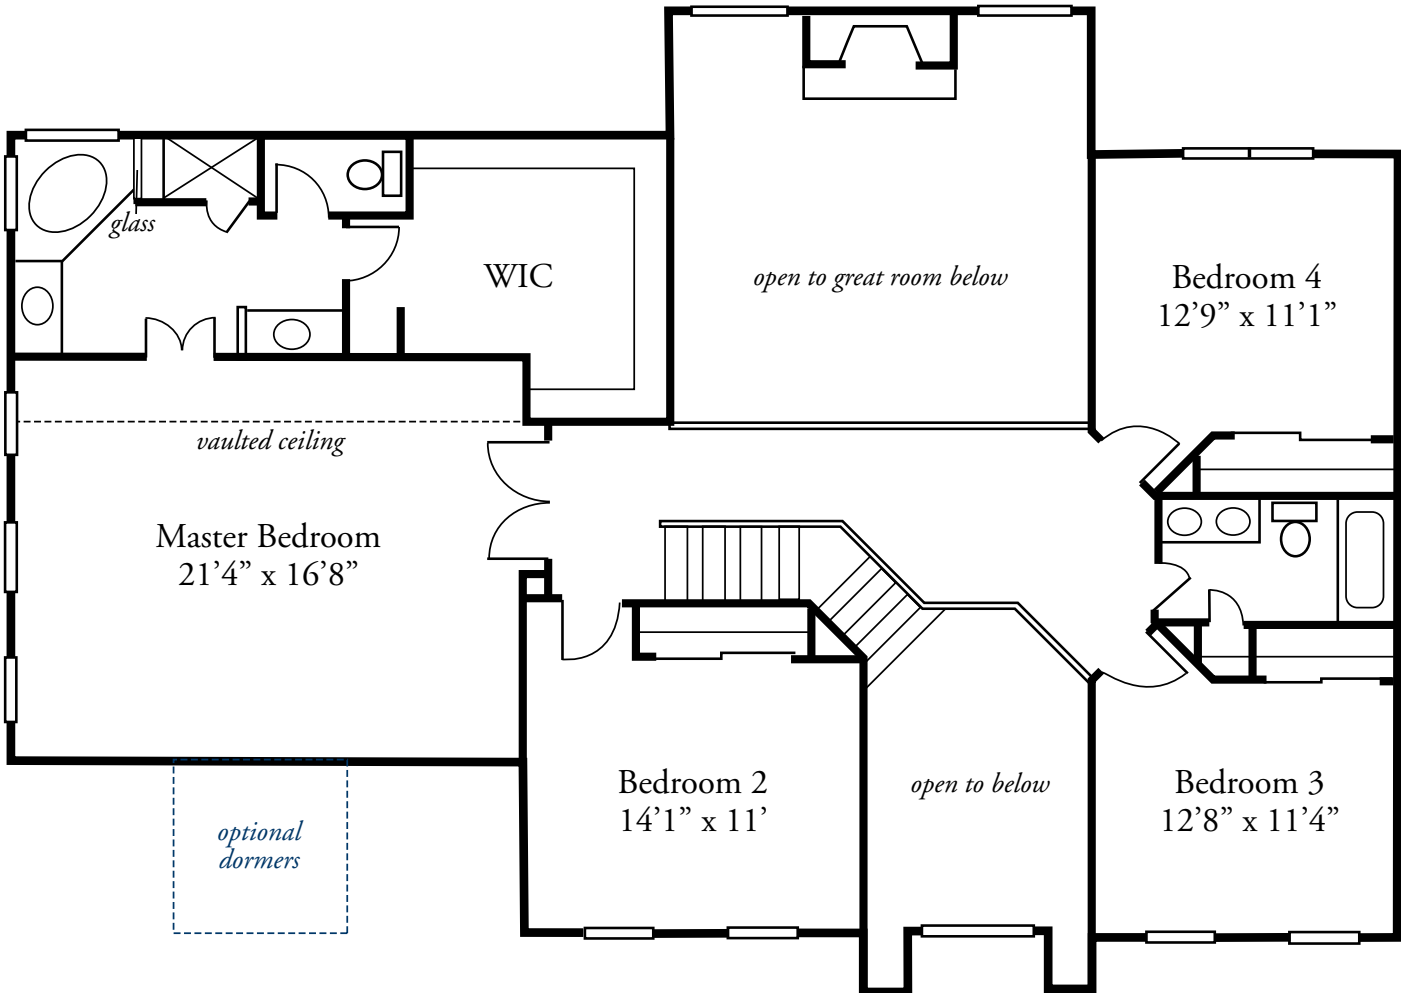 glass
WIC
open to great room below
Bedroom 4
12’9” x 11’1”
vaulted ceiling
Master Bedroom
21’4” x 16’8”
Bedroom 2
14’1” x 11’
open to below
Bedroom 3
12’8” x 11’4”
optional
dormers